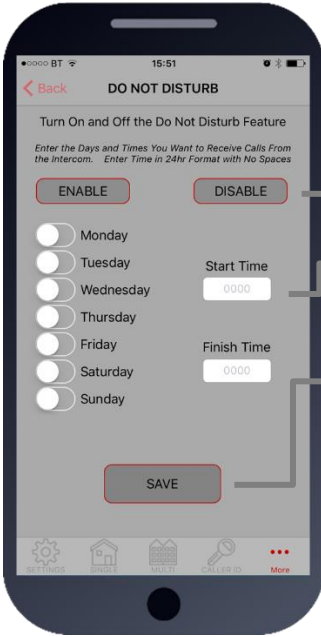 BT 15:51
Back DO NOT DISTURB
Turn On and Off the Do Not Disturb Feature
Enter the Days and Times You Want to Receive Calls From
the Intercom. Enter Time in 24hr Format with No Spaces
ENABLE DISABLE
Monday
Tuesday
Wednesday
Thursday
Friday
Saturday
Sunday
Start Time
0000
Finish Time
0000
SAVE
SETTINGS SINGLE MULTI CALLER ID More